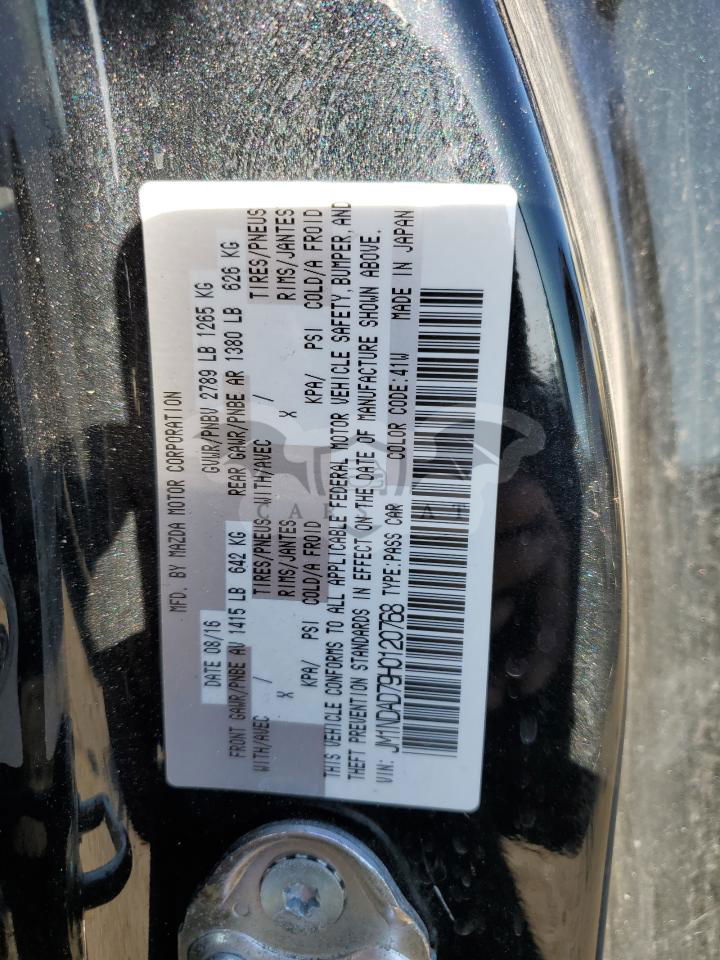 MFD. BY MAZDA MOTOR CORPORATION
DATE 08/16 GVWR/PNBV 2789 LB 1265 KG
FRONT GAWR/PNBE AV 1415 LB 642 KG REAR GAWR/PNBE AR 1380 LB 626 KG
WITH/AVEC / TIRES/PNEUS WITH/AVEC / TIRES/PNEUS
X RIMS/JANTES X RIMS/JANTES
KPA/ PSI COLD/A FROID KPA/ PSI COLD/A FROID
THIS VEHICLE CONFORMS TO ALL APPLICABLE FEDERAL MOTOR VEHICLE SAFETY, BUMPER, AND
THEFT PREVENTION STANDARDS IN EFFECT ON THE DATE OF MANUFACTURE SHOWN ABOVE.
VIN: JM1NDAD79H0120768 TYPE:PASS CAR COLOR CODE:41W MADE IN JAPAN